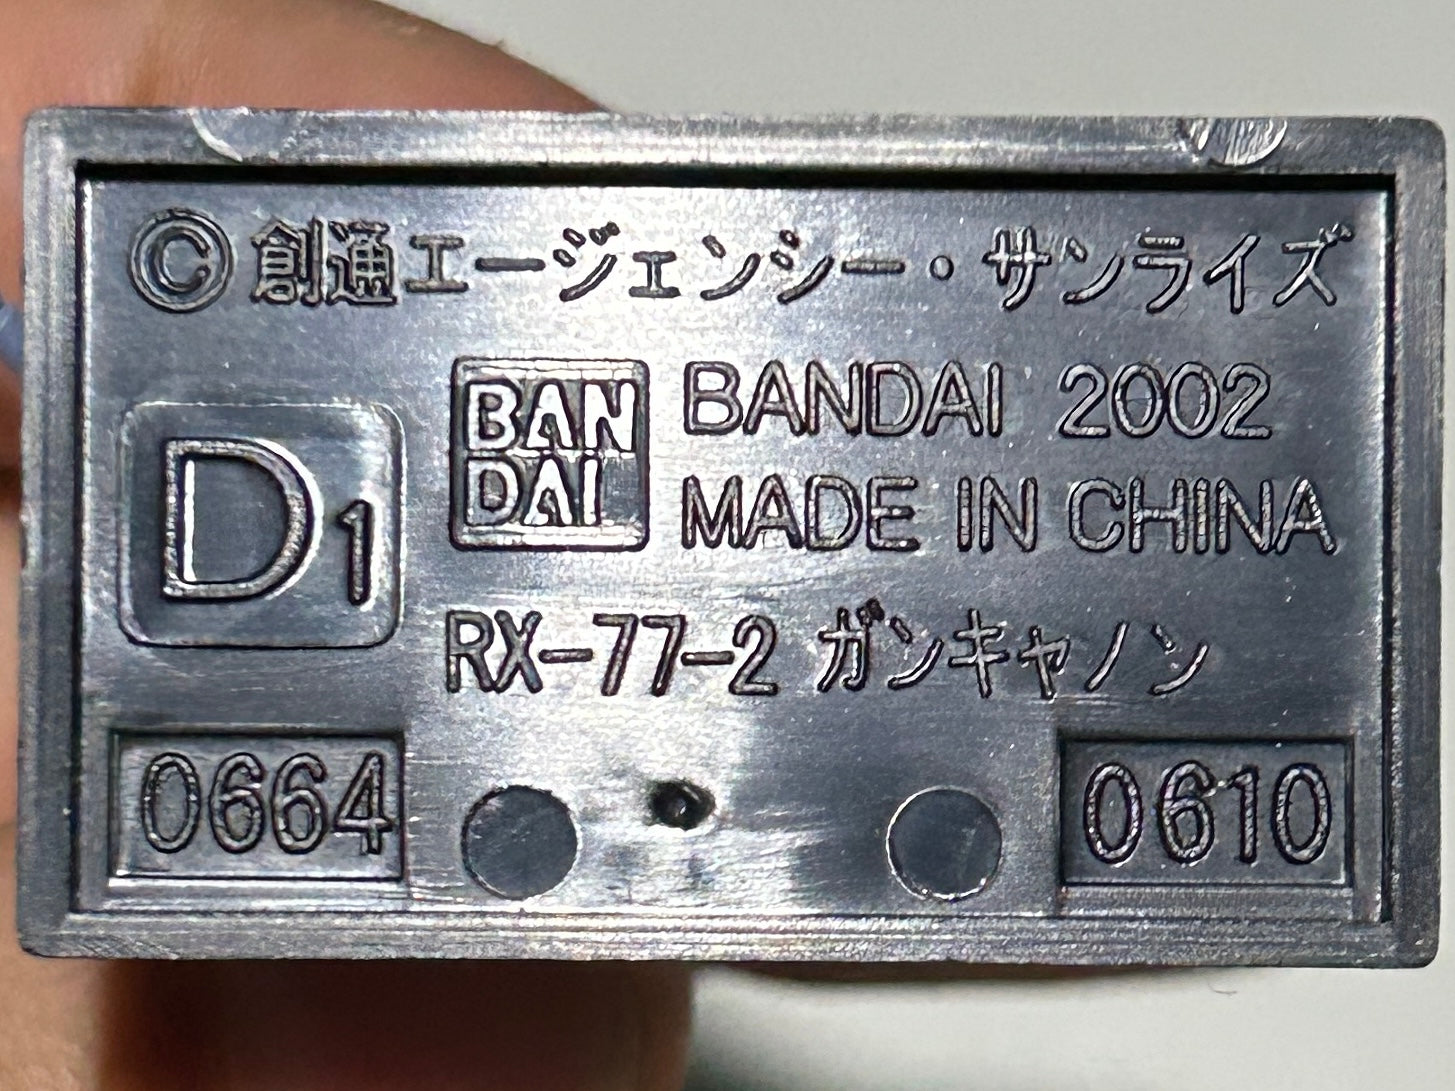 © 創通エージェンシー・サンライズ
BAN
DAI
BANDAI 2002
MADE IN CHINA
D1
RX-77-2 ガンキャノン
0664
0610